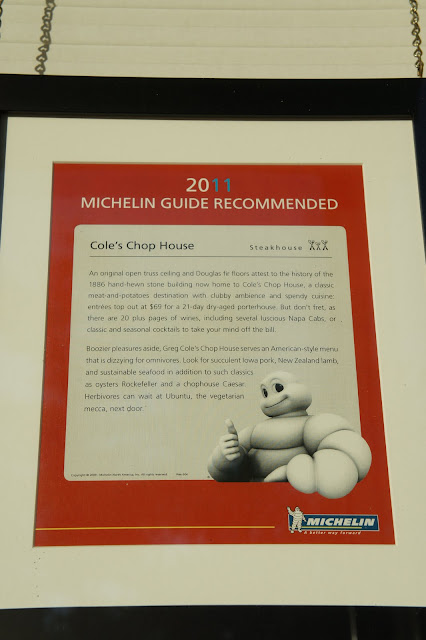 2011
MICHELIN GUIDE RECOMMENDED
Cole's Chop House Steakhouse
An original open truss ceiling and Douglas fir floors attest to the history of the
1886 hand-hewn stone building now home to Cole's Chop House, a classic
meat-and-potatoes destination with clubby ambience and spendy cuisine:
entrées top out at $69 for a 21-day dry-aged porterhouse. But don't fret, as
there are 20 plus pages of wines, including several luscious Napa Cabs, or
classic and seasonal cocktails to take your mind off the bill.
Boozier pleasures aside, Greg Cole's Chop House serves an American-style menu
that is dizzying for omnivores. Look for succulent Iowa pork, New Zealand lamb,
and sustainable seafood in addition to such classics
as oysters Rockefeller and a chophouse Caesar.
Herbivores can wait at Ubuntu, the vegetarian
mecca, next door.
MICHELIN
A better way forward